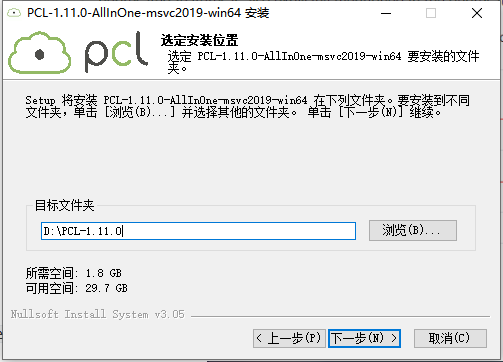 PCL-1.11.0-AllInOne-msvc2019-win64 安装
pcl
选定安装位置
选定 PCL-1.11.0-AllInOne-msvc2019-win64 要安装的文件
夹。
Setup 将安装 PCL-1.11.0-AllInOne-msvc2019-win64 在下列文件夹。要安装到不同
文件夹，单击 [浏览(B)...] 并选择其他的文件夹。 单击 [下一步(N)] 继续。
目标文件夹
D:\PCL-1.11.0
浏览(B)...
所需空间: 1.8 GB
可用空间: 29.7 GB
Nullsoft Install System v3.05
< 上一步(P)
下一步(N) >
取消(C)